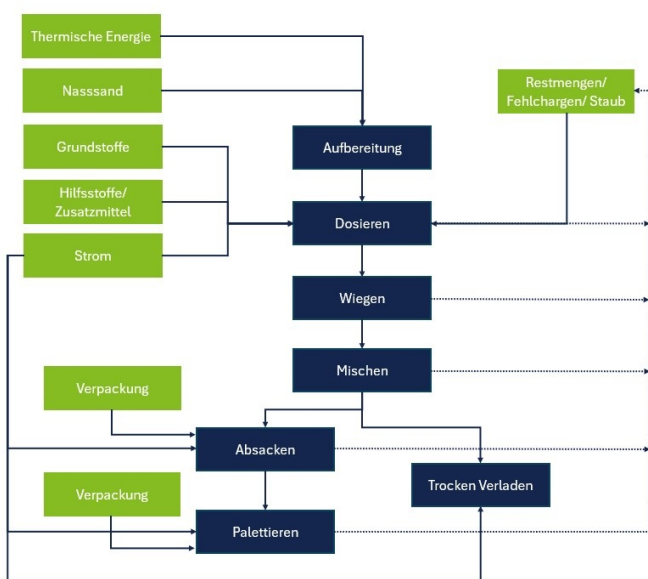 Thermische Energie
Nasssand
Restmengen/
Fehlchargen/ Staub
Grundstoffe
Aufbereitung
Hilfsstoffe/
Zusatzmittel
Dosieren
Strom
Wiegen
Mischen
Verpackung
Absacken
Trocken Verladen
Verpackung
Palettieren